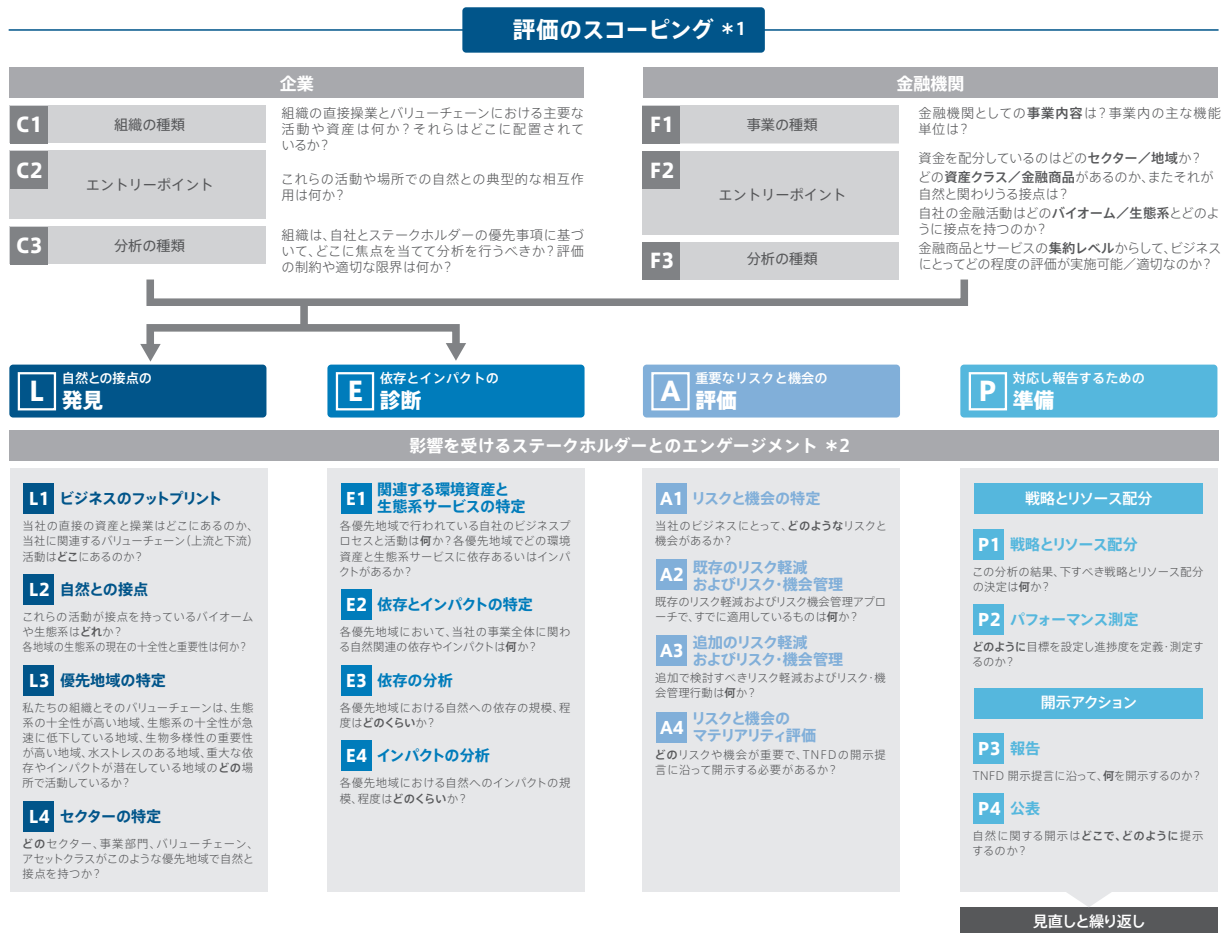 評価のスコーピング *1
企業
C1
組織の種類
組織の直接操業とバリューチェーンにおける主要な
活動や資産は何か？それらはどこに配置されて
いるか？
C2
エントリーポイント
これらの活動や場所での自然との典型的な相互作
用は何か？
C3
分析の種類
組織は、自社とステークホルダーの優先事項に基づ
いて、どこに焦点を当てて分析を行うべきか？評価
の制約や適切な限界は何か？
金融機関
F1
事業の種類
金融機関としての事業内容は？事業内の主な機能
単位は？
F2
エントリーポイント
資金を配分しているのはどのセクター／地域か？
どの資産クラス／金融商品があるのか、またそれが
自然と関わりうる接点は？
自社の金融活動はどのバイオーム／生態系とどのよ
うに接点を持つのか？
F3
分析の種類
金融商品とサービスの集約レベルからして、ビジネス
にとってどの程度の評価が実施可能／適切なのか？
L
自然との接点の
発見
E
依存とインパクトの
診断
A
重要なリスクと機会の
評価
P
対応し報告するための
準備
影響を受けるステークホルダーとのエンゲージメント *2
L1 ビジネスのフットプリント
当社の直接の資産と操業はどこにあるのか、
当社に関連するバリューチェーン（上流と下流）
活動はどこにあるのか？
L2 自然との接点
これらの活動が接点を持っているバイオーム
や生態系はどれか？
各地域の生態系の現在の十全性と重要性は何か？
L3 優先地域の特定
私たちの組織とそのバリューチェーンは、生態
系の十全性が高い地域、生態系の十全性が急
速に低下している地域、生物多様性の重要性
が高い地域、水ストレスのある地域、重大な依
存やインパクトが潜在している地域のどの場
所で活動しているか？
L4 セクターの特定
どのセクター、事業部門、バリューチェーン、
アセットクラスがこのような優先地域で自然と
接点を持つか？
E1 関連する環境資産と
生態系サービスの特定
各優先地域で行われている自社のビジネスプ
ロセスと活動は何か？各優先地域でどの環境
資産と生態系サービスに依存あるいはインパ
クトがあるか？
E2 依存とインパクトの特定
各優先地域において、当社の事業全体に関わ
る自然関連の依存やインパクトは何か？
E3 依存の分析
各優先地域における自然への依存の規模、程
度はどのくらいか？
E4 インパクトの分析
各優先地域における自然へのインパクトの規
模、程度はどのくらいか？
A1 リスクと機会の特定
当社のビジネスにとって、どのようなリスクと
機会があるか？
A2 既存のリスク軽減
およびリスク・機会管理
既存のリスク軽減およびリスク機会管理アプロ
ーチで、すでに適用しているものは何か？
A3 追加のリスク軽減
およびリスク・機会管理
追加で検討すべきリスク軽減およびリスク・機
会管理行動は何か？
A4 リスクと機会の
マテリアリティ評価
どのリスクや機会が重要で、TNFDの開示提
言に沿って開示する必要があるか？
戦略とリソース配分
P1 戦略とリソース配分
この分析の結果、下すべき戦略とリソース配分
の決定は何か？
P2 パフォーマンス測定
どのように目標を設定し進捗度を定義・測定す
るのか？
開示アクション
P3 報告
TNFD 開示提言に沿って、何を開示するのか？
P4 公表
自然に関する開示はどこで、どのように提示
するのか？
見直しと繰り返し